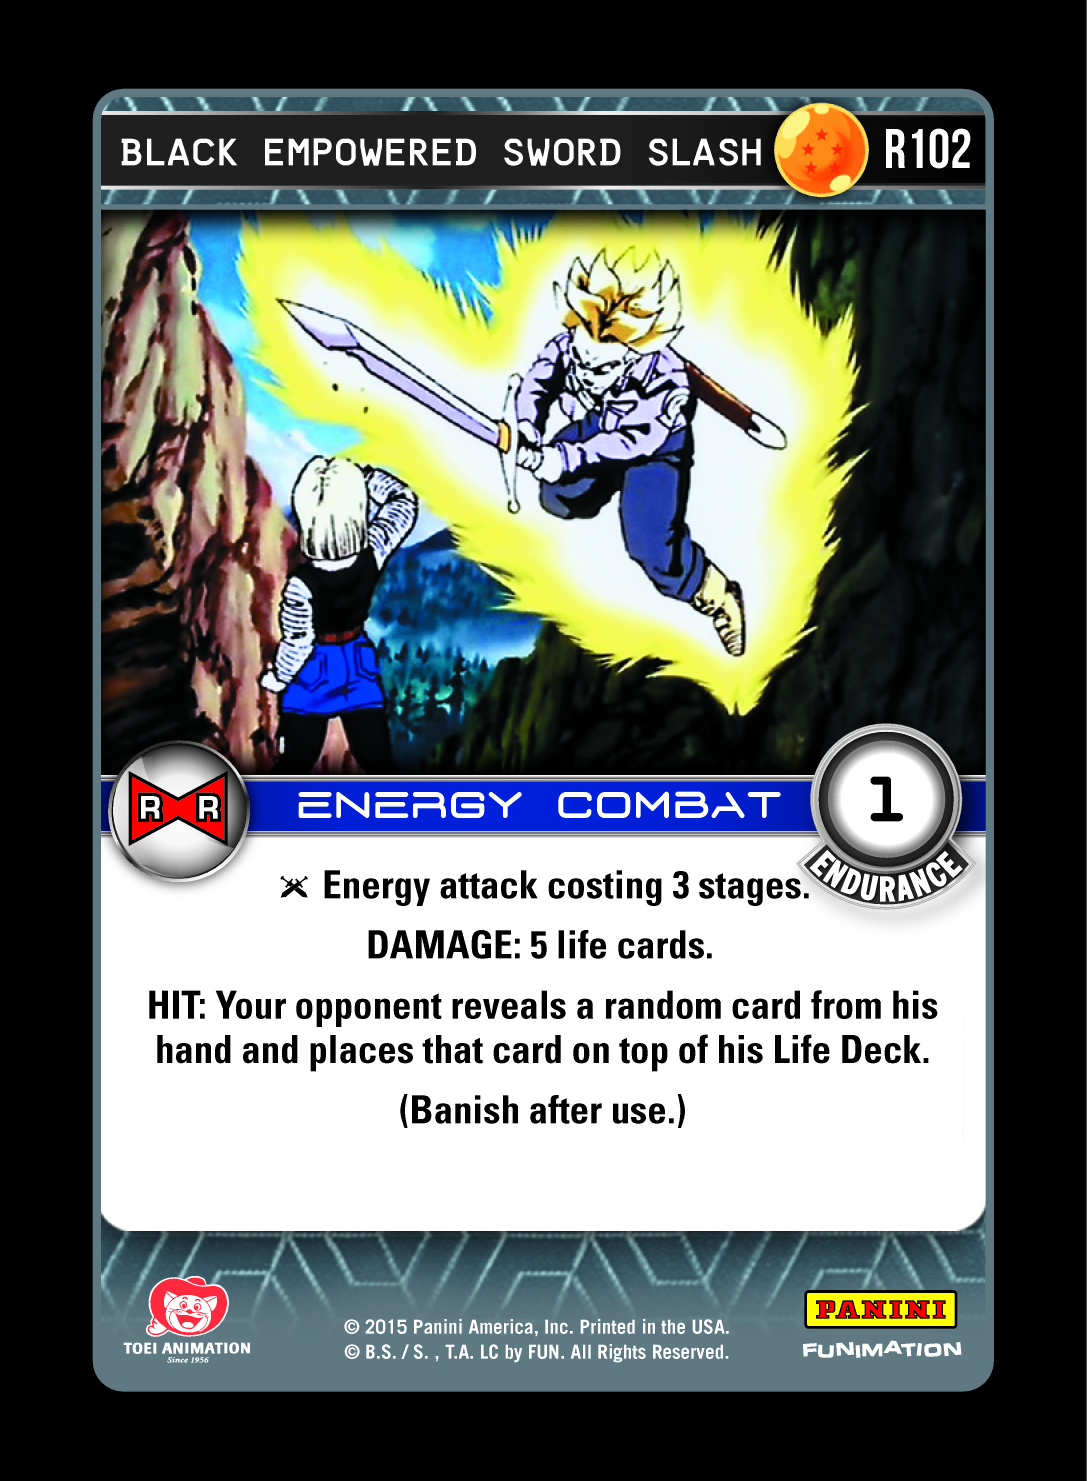 BLACK EMPOWERED SWORD SLASH R102
R R
ENERGY COMBAT
1
ENDURANCE
Energy attack costing 3 stages.
DAMAGE: 5 life cards.
HIT: Your opponent reveals a random card from his
hand and places that card on top of his Life Deck.
(Banish after use.)
TOEI ANIMATION
Since 1956
© 2015 Panini America, Inc. Printed in the USA.
© B.S. / S. , T.A. LC by FUN. All Rights Reserved.
PANINI
FUNIMATION